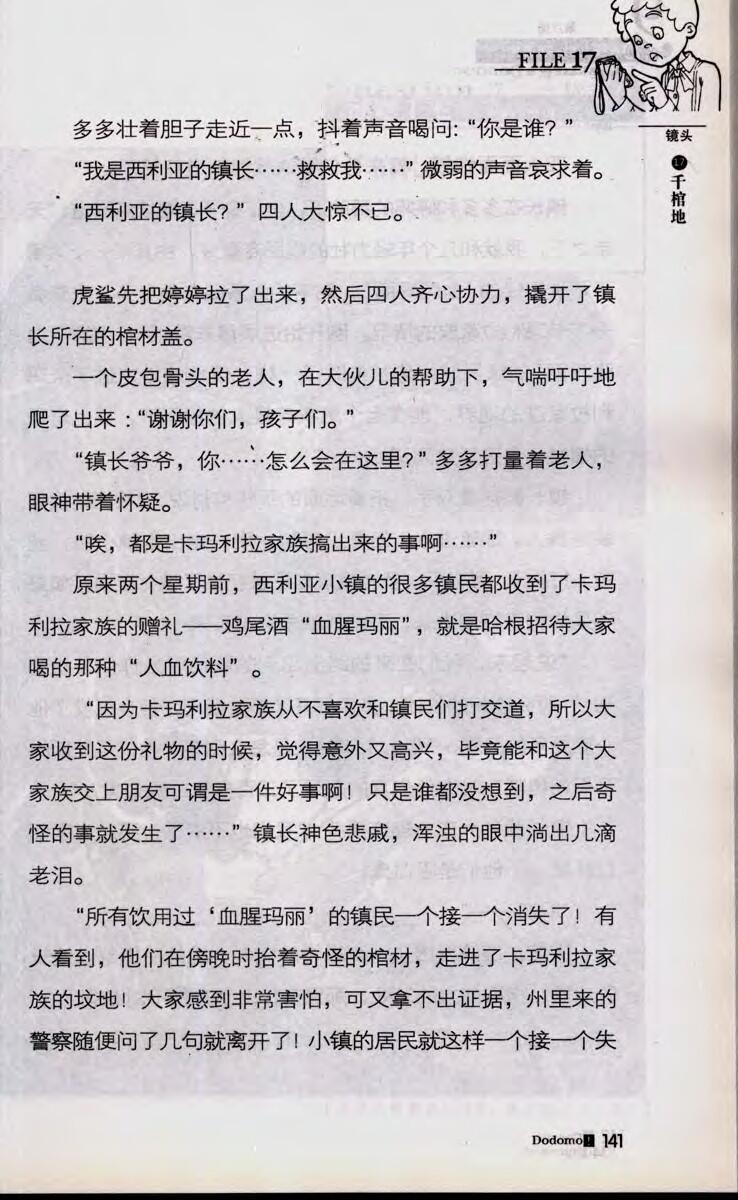 FILE 17
镜头
17
千棺地
多多壮着胆子走近一点，抖着声音喝问：“你是谁？”
“我是西利亚的镇长……救救我……”微弱的声音哀求着。
“西利亚的镇长？”四人大惊不已。
虎鲨先把婷婷拉了出来，然后四人齐心协力，撬开了镇
长所在的棺材盖。
一个皮包骨头的老人，在大伙儿的帮助下，气喘吁吁地
爬了出来：“谢谢你们，孩子们。”
“镇长爷爷，你……怎么会在这里？”多多打量着老人，
眼神带着怀疑。
“唉，都是卡玛利拉家族搞出来的事啊……”
原来两个星期前，西利亚小镇的很多镇民都收到了卡玛
利拉家族的赠礼——鸡尾酒“血腥玛丽”，就是哈根招待大家
喝的那种“人血饮料”。
“因为卡玛利拉家族从不喜欢和镇民们打交道，所以大
家收到这份礼物的时候，觉得意外又高兴，毕竟能和这个大
家族交上朋友可谓是一件好事啊！只是谁都没想到，之后奇
怪的事就发生了……”镇长神色悲戚，浑浊的眼中淌出几滴
老泪。
“所有饮用过‘血腥玛丽’的镇民一个接一个消失了！有
人看到，他们在傍晚时抬着奇怪的棺材，走进了卡玛利拉家
族的坟地！大家感到非常害怕，可又拿不出证据，州里来的
警察随便问了几句就离开了！小镇的居民就这样一个接一个失
Dodomo! 141